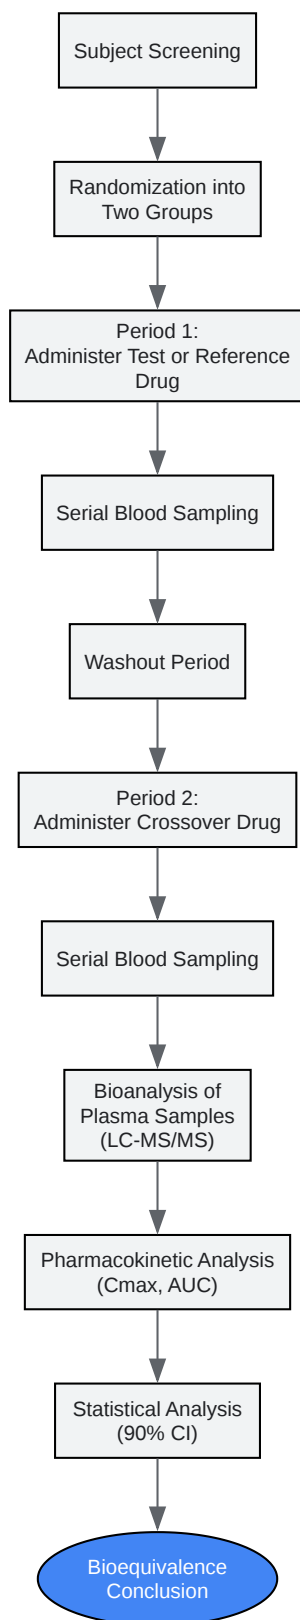 Subject Screening
Randomization into
Two Groups
Period 1:
Administer Test or Reference
Drug
Serial Blood Sampling
Washout Period
Period 2:
Administer Crossover Drug
Serial Blood Sampling
Bioanalysis of
Plasma Samples
(LC-MS/MS)
Pharmacokinetic Analysis
(Cmax, AUC)
Statistical Analysis
(90% CI)
Bioequivalence
Conclusion